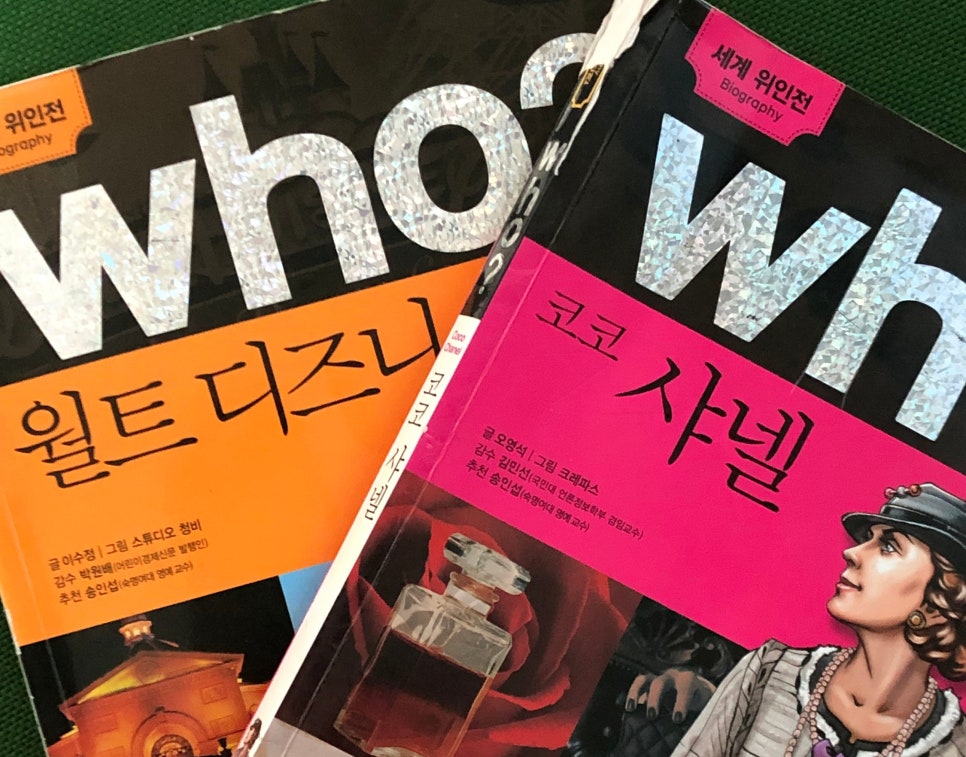 위인전
ography
who?
월트 디즈니
글 이수정 | 그림 스튜디오 청비
감수 박원배(어린이경제신문 발행인)
추천 송인섭(숙명여대 명예 교수)
who?
Coco
Chanel
코코 샤넬
세계 위인전
Biography
wh
코코 샤넬
글 오영석 | 그림 크레파스
감수 김민선(국민대 언론정보학부 겸임교수)
추천 송인섭(숙명여대 명예 교수)